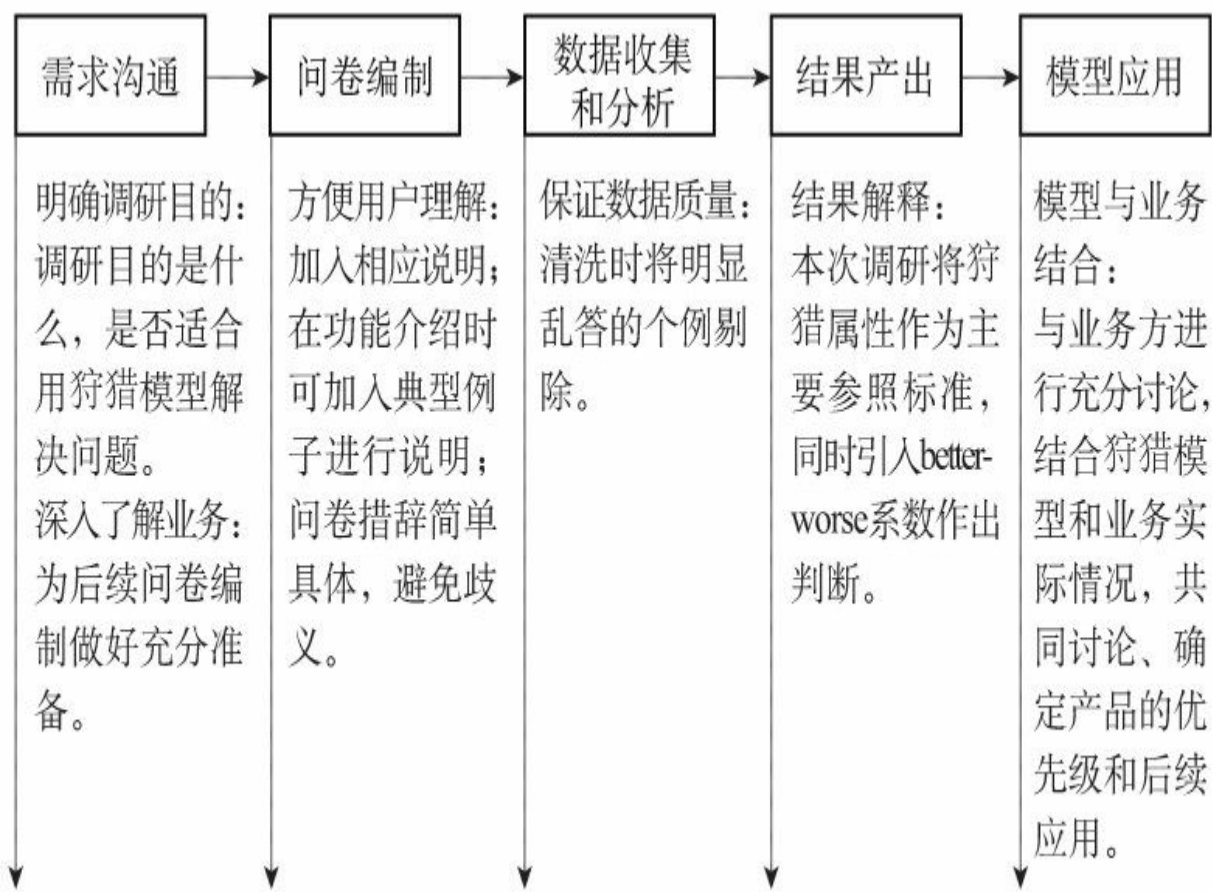 需求沟通
问卷编制
数据收集
和分析
结果产出
模型应用
明确调研目的：
调研目的是什
么，是否适合
用狩猎模型解
决问题。
深入了解业务：
为后续问卷编
制做好充分准
备。
方便用户理解：
加入相应说明；
在功能介绍时
可加入典型例
子进行说明；
问卷措辞简单
具体，避免歧
义。
保证数据质量：
清洗时将明显
乱答的个例剔
除。
结果解释：
本次调研将狩
猎属性作为主
要参照标准，
同时引入better-
worse系数作出
判断。
模型与业务
结合：
与业务方进
行充分讨论，
结合狩猎模
型和业务实
际情况，共
同讨论、确
定产品的优
先级和后续
应用。